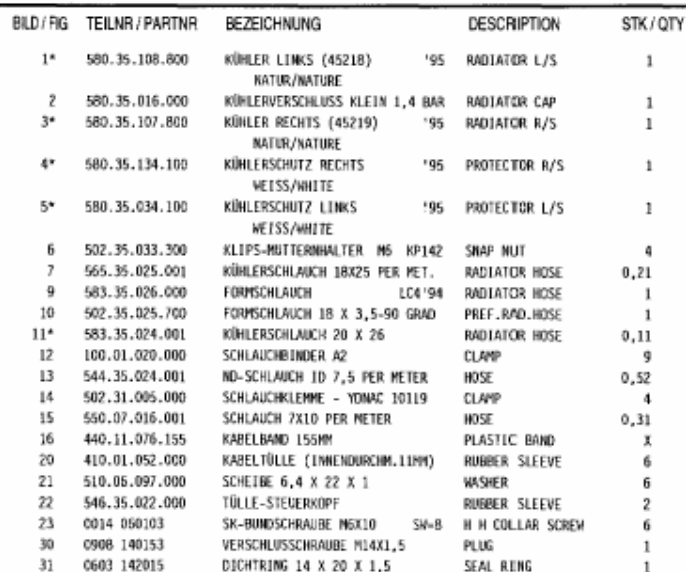 BILD / FIG TEILNR / PARTNR BEZEICHNUNG DESCRIPTION STK / QTY
1* 580.35.108.800 KÜHLER LINKS (45218) '95 RADIATOR L/S 1
NATUR/NATURE
2 580.35.016.000 KÜHLERVERSCHLUSS KLEIN 1,4 BAR RADIATOR CAP 1
3* 580.35.107.800 KÜHLER RECHTS (45219) '95 RADIATOR R/S 1
NATUR/NATURE
4* 580.35.134.100 KÜHLERSCHUTZ RECHTS '95 PROTECTOR R/S 1
WEISS/WHITE
5* 580.35.034.100 KÜHLERSCHUTZ LINKS '95 PROTECTOR L/S 1
WEISS/WHITE
6 502.35.033.300 KLIPS-MUTTERNHALTER M6 KP142 SNAP NUT 4
7 565.35.025.001 KÜHLERSCHLAUCH 18X25 PER MET. RADIATOR HOSE 0,21
9 583.35.026.000 FORMSCHLAUCH LC4'94 RADIATOR HOSE 1
10 502.35.025.700 FORMSCHLAUCH 18 X 3,5-90 GRAD PREF.RAD.HOSE 1
11* 583.35.024.001 KÜHLERSCHLAUCH 20 X 26 RADIATOR HOSE 0,11
12 100.01.020.000 SCHLAUCHBINDER A2 CLAMP 9
13 544.35.024.001 ND-SCHLAUCH ID 7,5 PER METER HOSE 0,52
14 502.31.005.000 SCHLAUCHKLEMME - YONAC 10119 CLAMP 4
15 550.07.016.001 SCHLAUCH 7X10 PER METER HOSE 0,31
16 440.11.076.155 KABELBAND 155MM PLASTIC BAND X
20 410.01.052.000 KABELTÜLLE (INNENDURCHM.11MM) RUBBER SLEEVE 6
21 510.06.097.000 SCHEIBE 6,4 X 22 X 1 WASHER 6
22 546.35.022.000 TÜLLE-STEUERKOPF RUBBER SLEEVE 2
23 0014 060103 SK-BUNDSCHRAUBE M6X10 SW=8 H H COLLAR SCREW 6
30 0908 140153 VERSCHLUSSCHRAUBE M14X1,5 PLUG 1
31 0603 142015 DICHTRING 14 X 20 X 1,5 SEAL RING 1